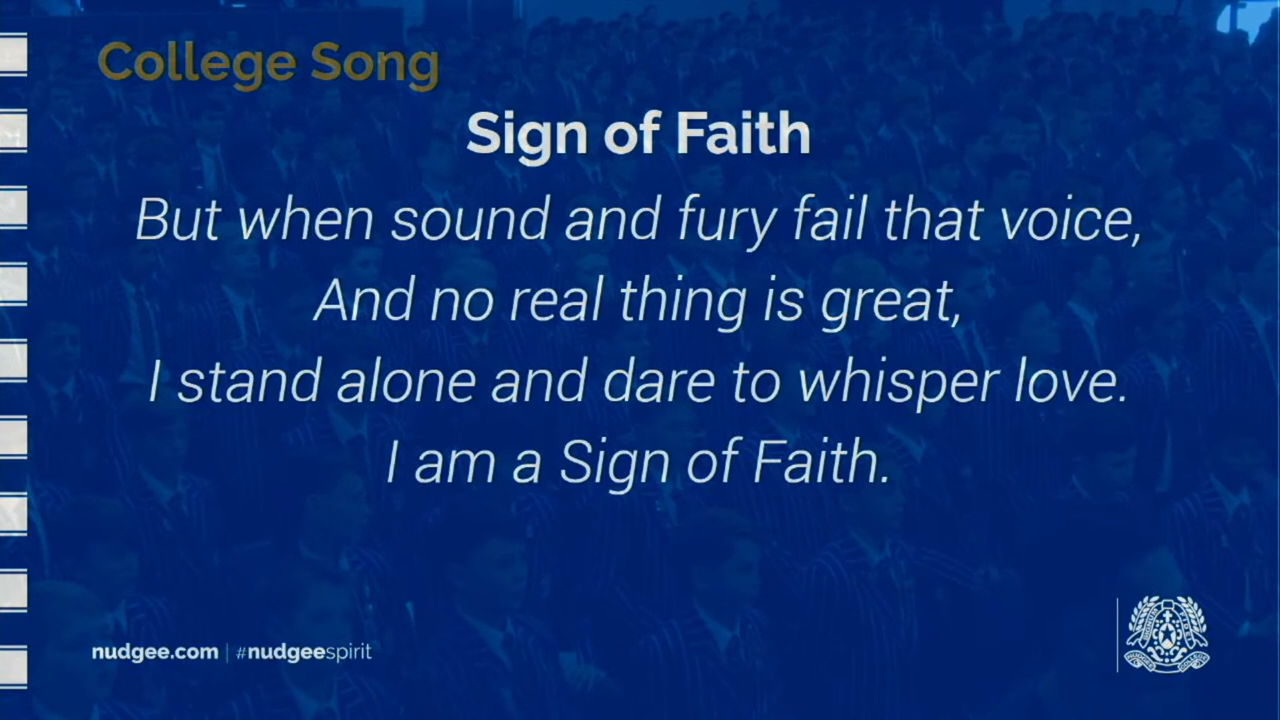 College Song
Sign of Faith
But when sound and fury fail that voice,
And no real thing is great,
I stand alone and dare to whisper love.
I am a Sign of Faith.
nudgee.com | #nudgeespirit